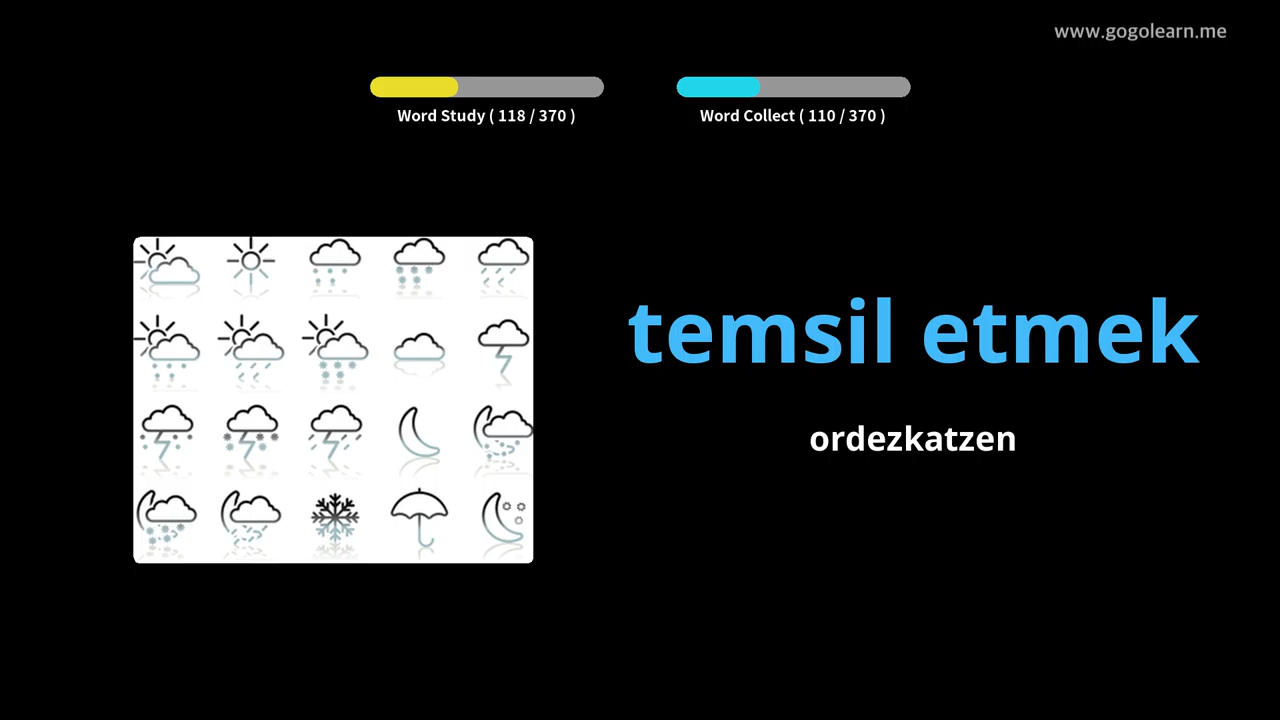 www.gogolearn.me
Word Study ( 118 / 370 )
Word Collect ( 110 / 370 )
temsil etmek
ordezkatzen